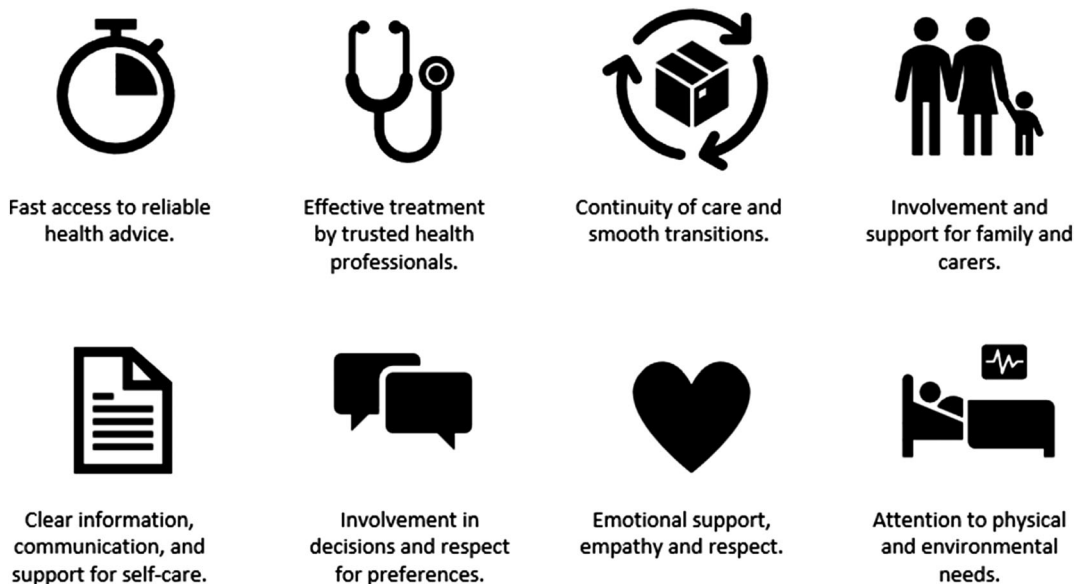 Fast access to reliable
health advice.
Effective treatment
by trusted health
professionals.
Continuity of care and
smooth transitions.
Involvement and
support for family and
carers.
Clear information,
communication, and
support for self-care.
Involvement in
decisions and respect
for preferences.
Emotional support,
empathy and respect.
Attention to physical
and environmental
needs.